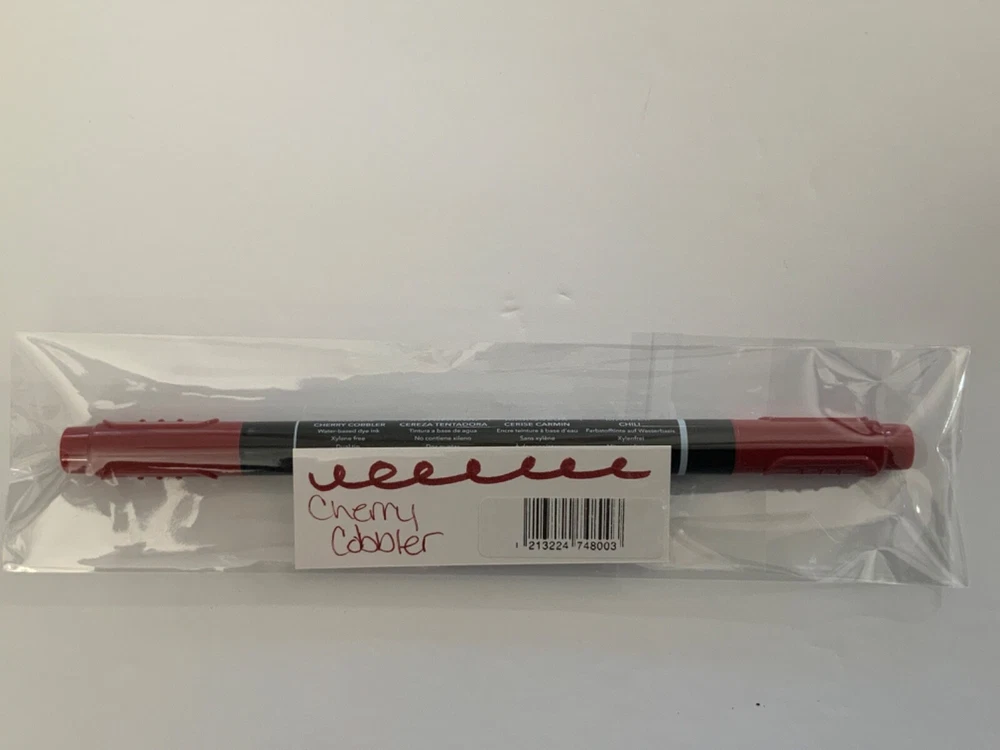 CHERRY COBBLER
Water-based dye ink
Xylene free
CEREZA TENTADORA
Tintura a base de agua
No contiene xileno
CERISE CARMIN
Encre teinture à base d'eau
Sans xylène
CHILI
Farbstofftinte auf Wasserbasis
Xylenfrei
Cherry
Cobbler
1 213224 748003